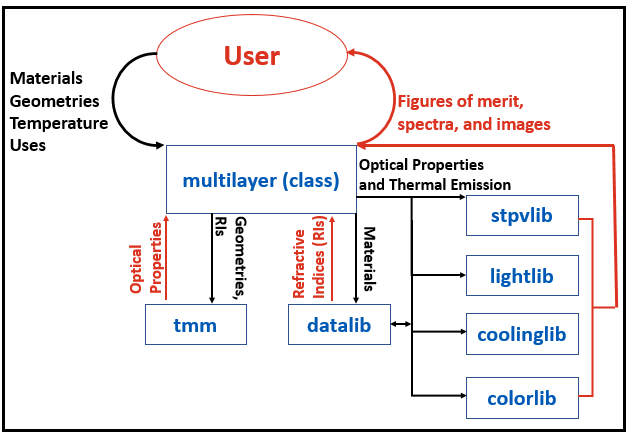 User
Materials
Geometries
Temperature
Uses
Figures of merit,
spectra, and images
multilayer (class)
Optical Properties
and Thermal Emission
stpvlib
Optical
Properties
Geometries,
RIs
Refractive
Indices (RIs)
Materials
lightlib
tmm
datalib
coolinglib
colorlib